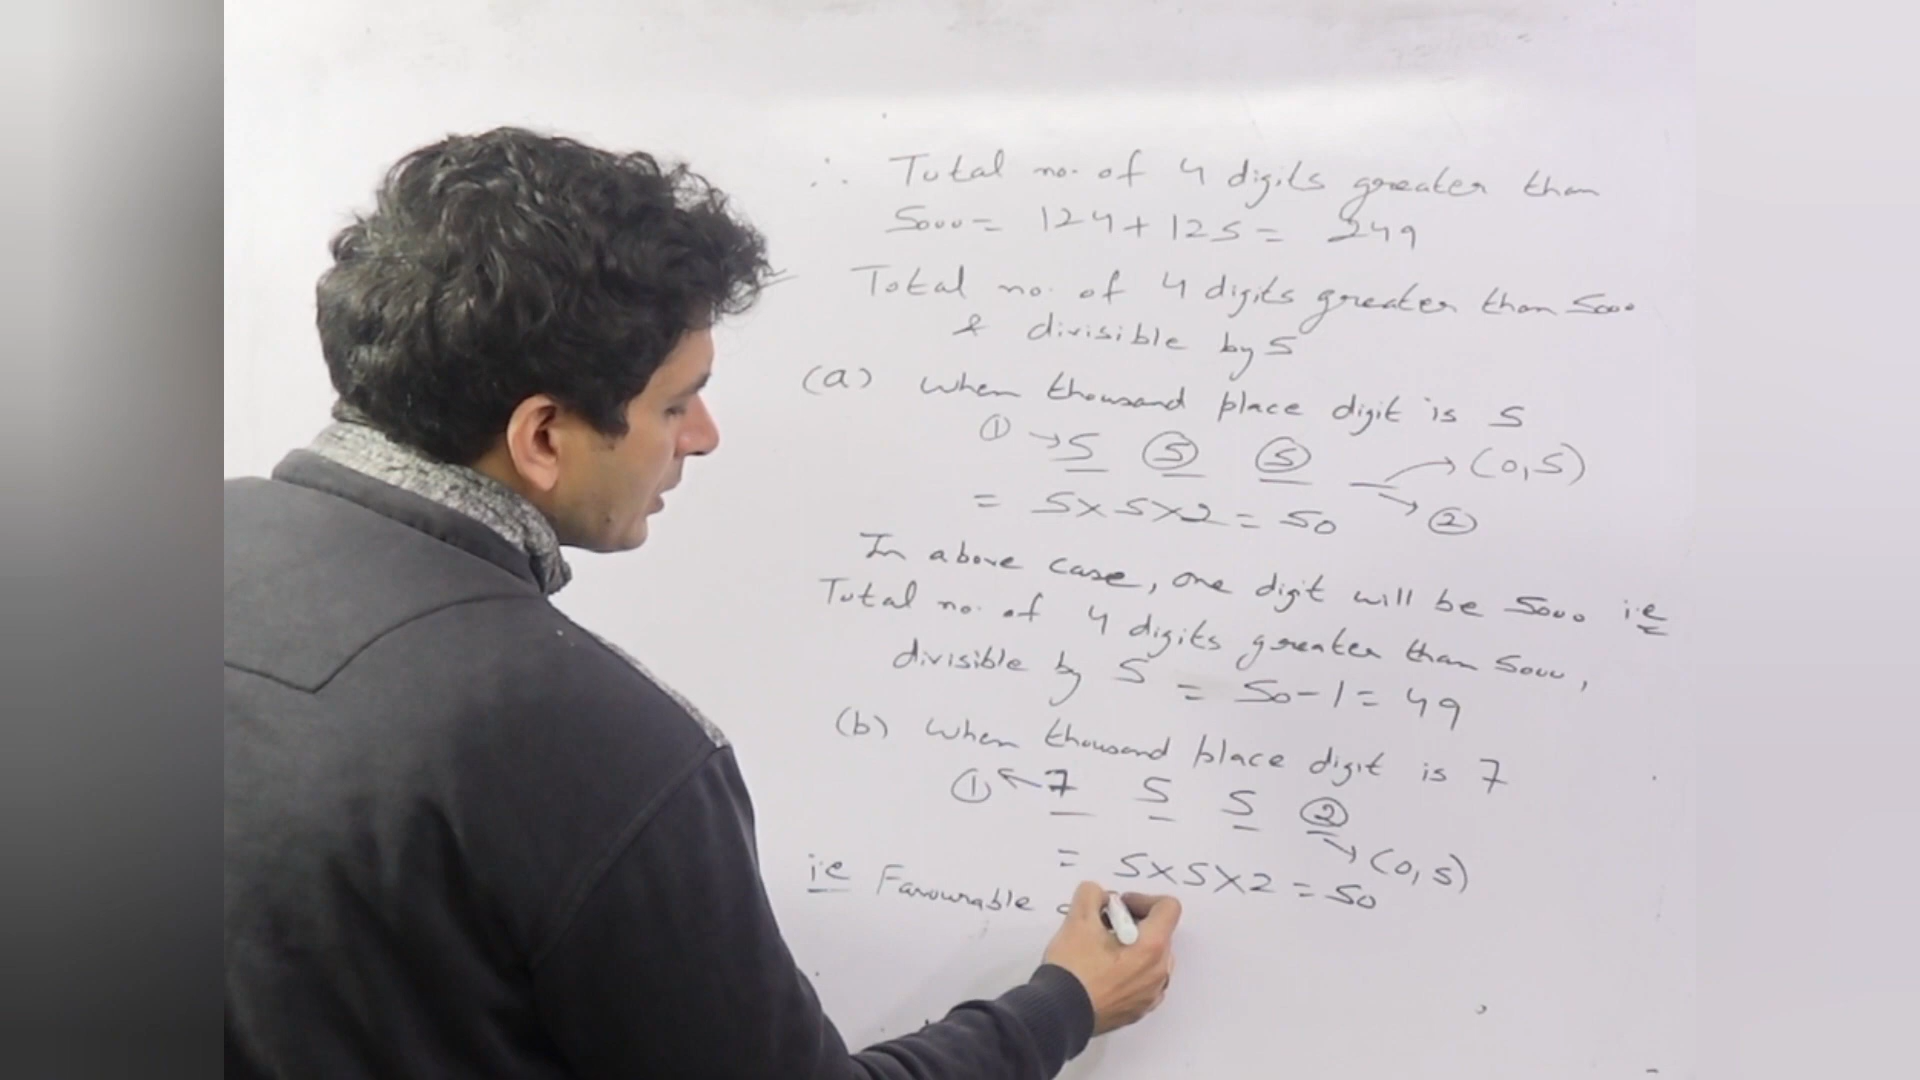 ∴ Total no. of 4 digits greater than
5000 = 124 + 125 = 249
Total no. of 4 digits greater than 5000
& divisible by 5
(a) when thousand place digit is 5
① → 5 ⑤ ⑤ → (0,5)
→ ②
= 5×5×2 = 50
In above case, one digit will be 5000 i.e
Total no. of 4 digits greater than 5000,
divisible by 5 = 50 - 1 = 49
(b) when thousand place digit is 7
① ← 7 5 5 ②
→ (0, 5)
= 5×5×2 = 50
i.e Favourable